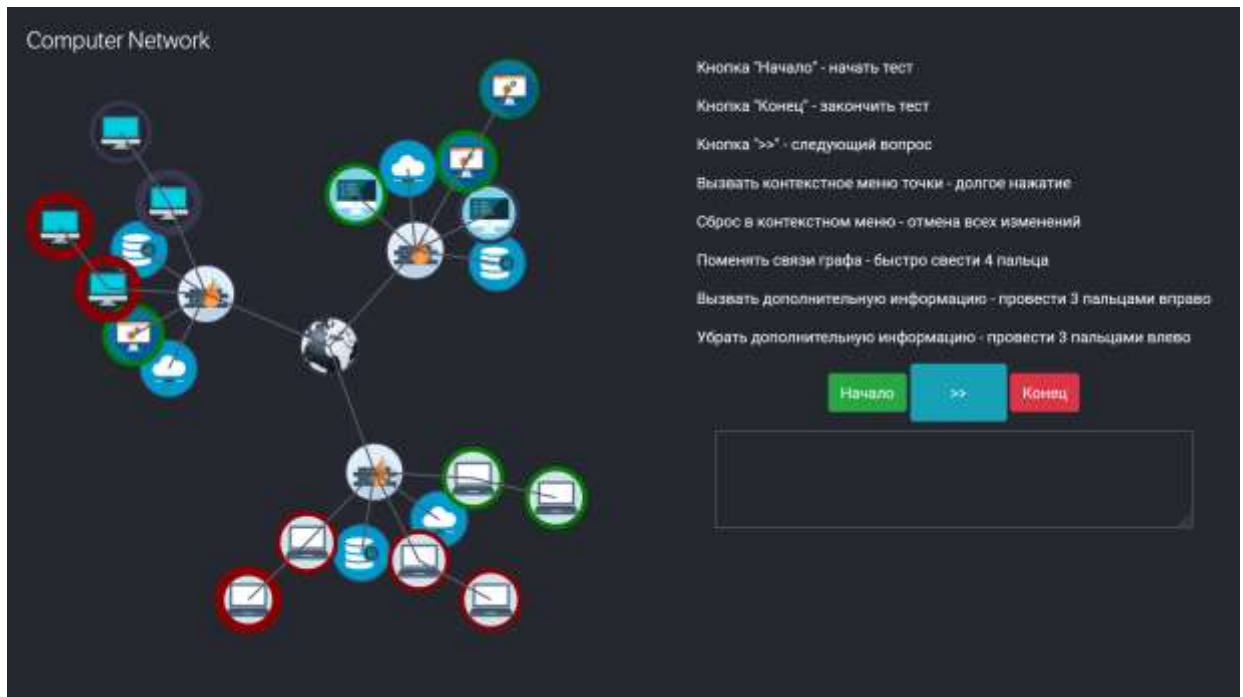 Computer Network
Кнопка "Начало" - начать тест
Кнопка "Конец" - закончить тест
Кнопка ">>" - следующий вопрос
Вызвать контекстное меню точки - долгое нажатие
Сброс в контекстном меню - отмена всех изменений
Поменять связи графа - быстро свести 4 пальца
Вызвать дополнительную информацию - провести 3 пальцами вправо
Убрать дополнительную информацию - провести 3 пальцами влево
Начало >> Конец